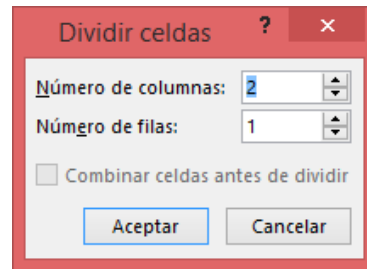 Dividir celdas ? ×
Número de columnas: 2
Número de filas: 1
Combinar celdas antes de dividir
Aceptar Cancelar